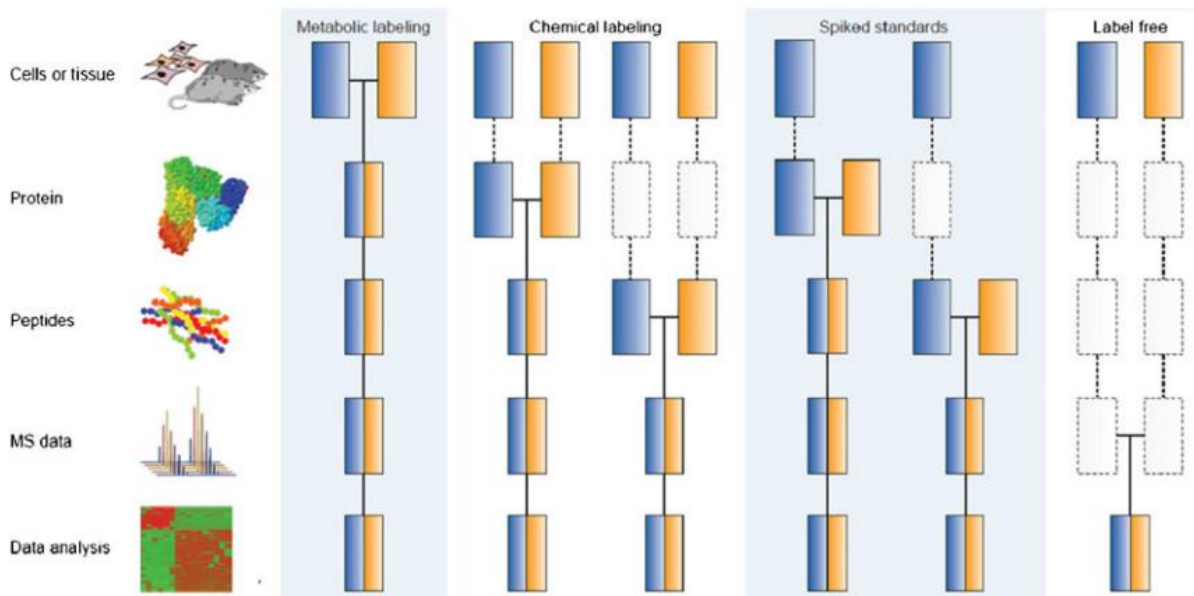 Metabolic labeling
Chemical labeling
Spiked standards
Label free
Cells or tissue
Protein
Peptides
MS data
Data analysis